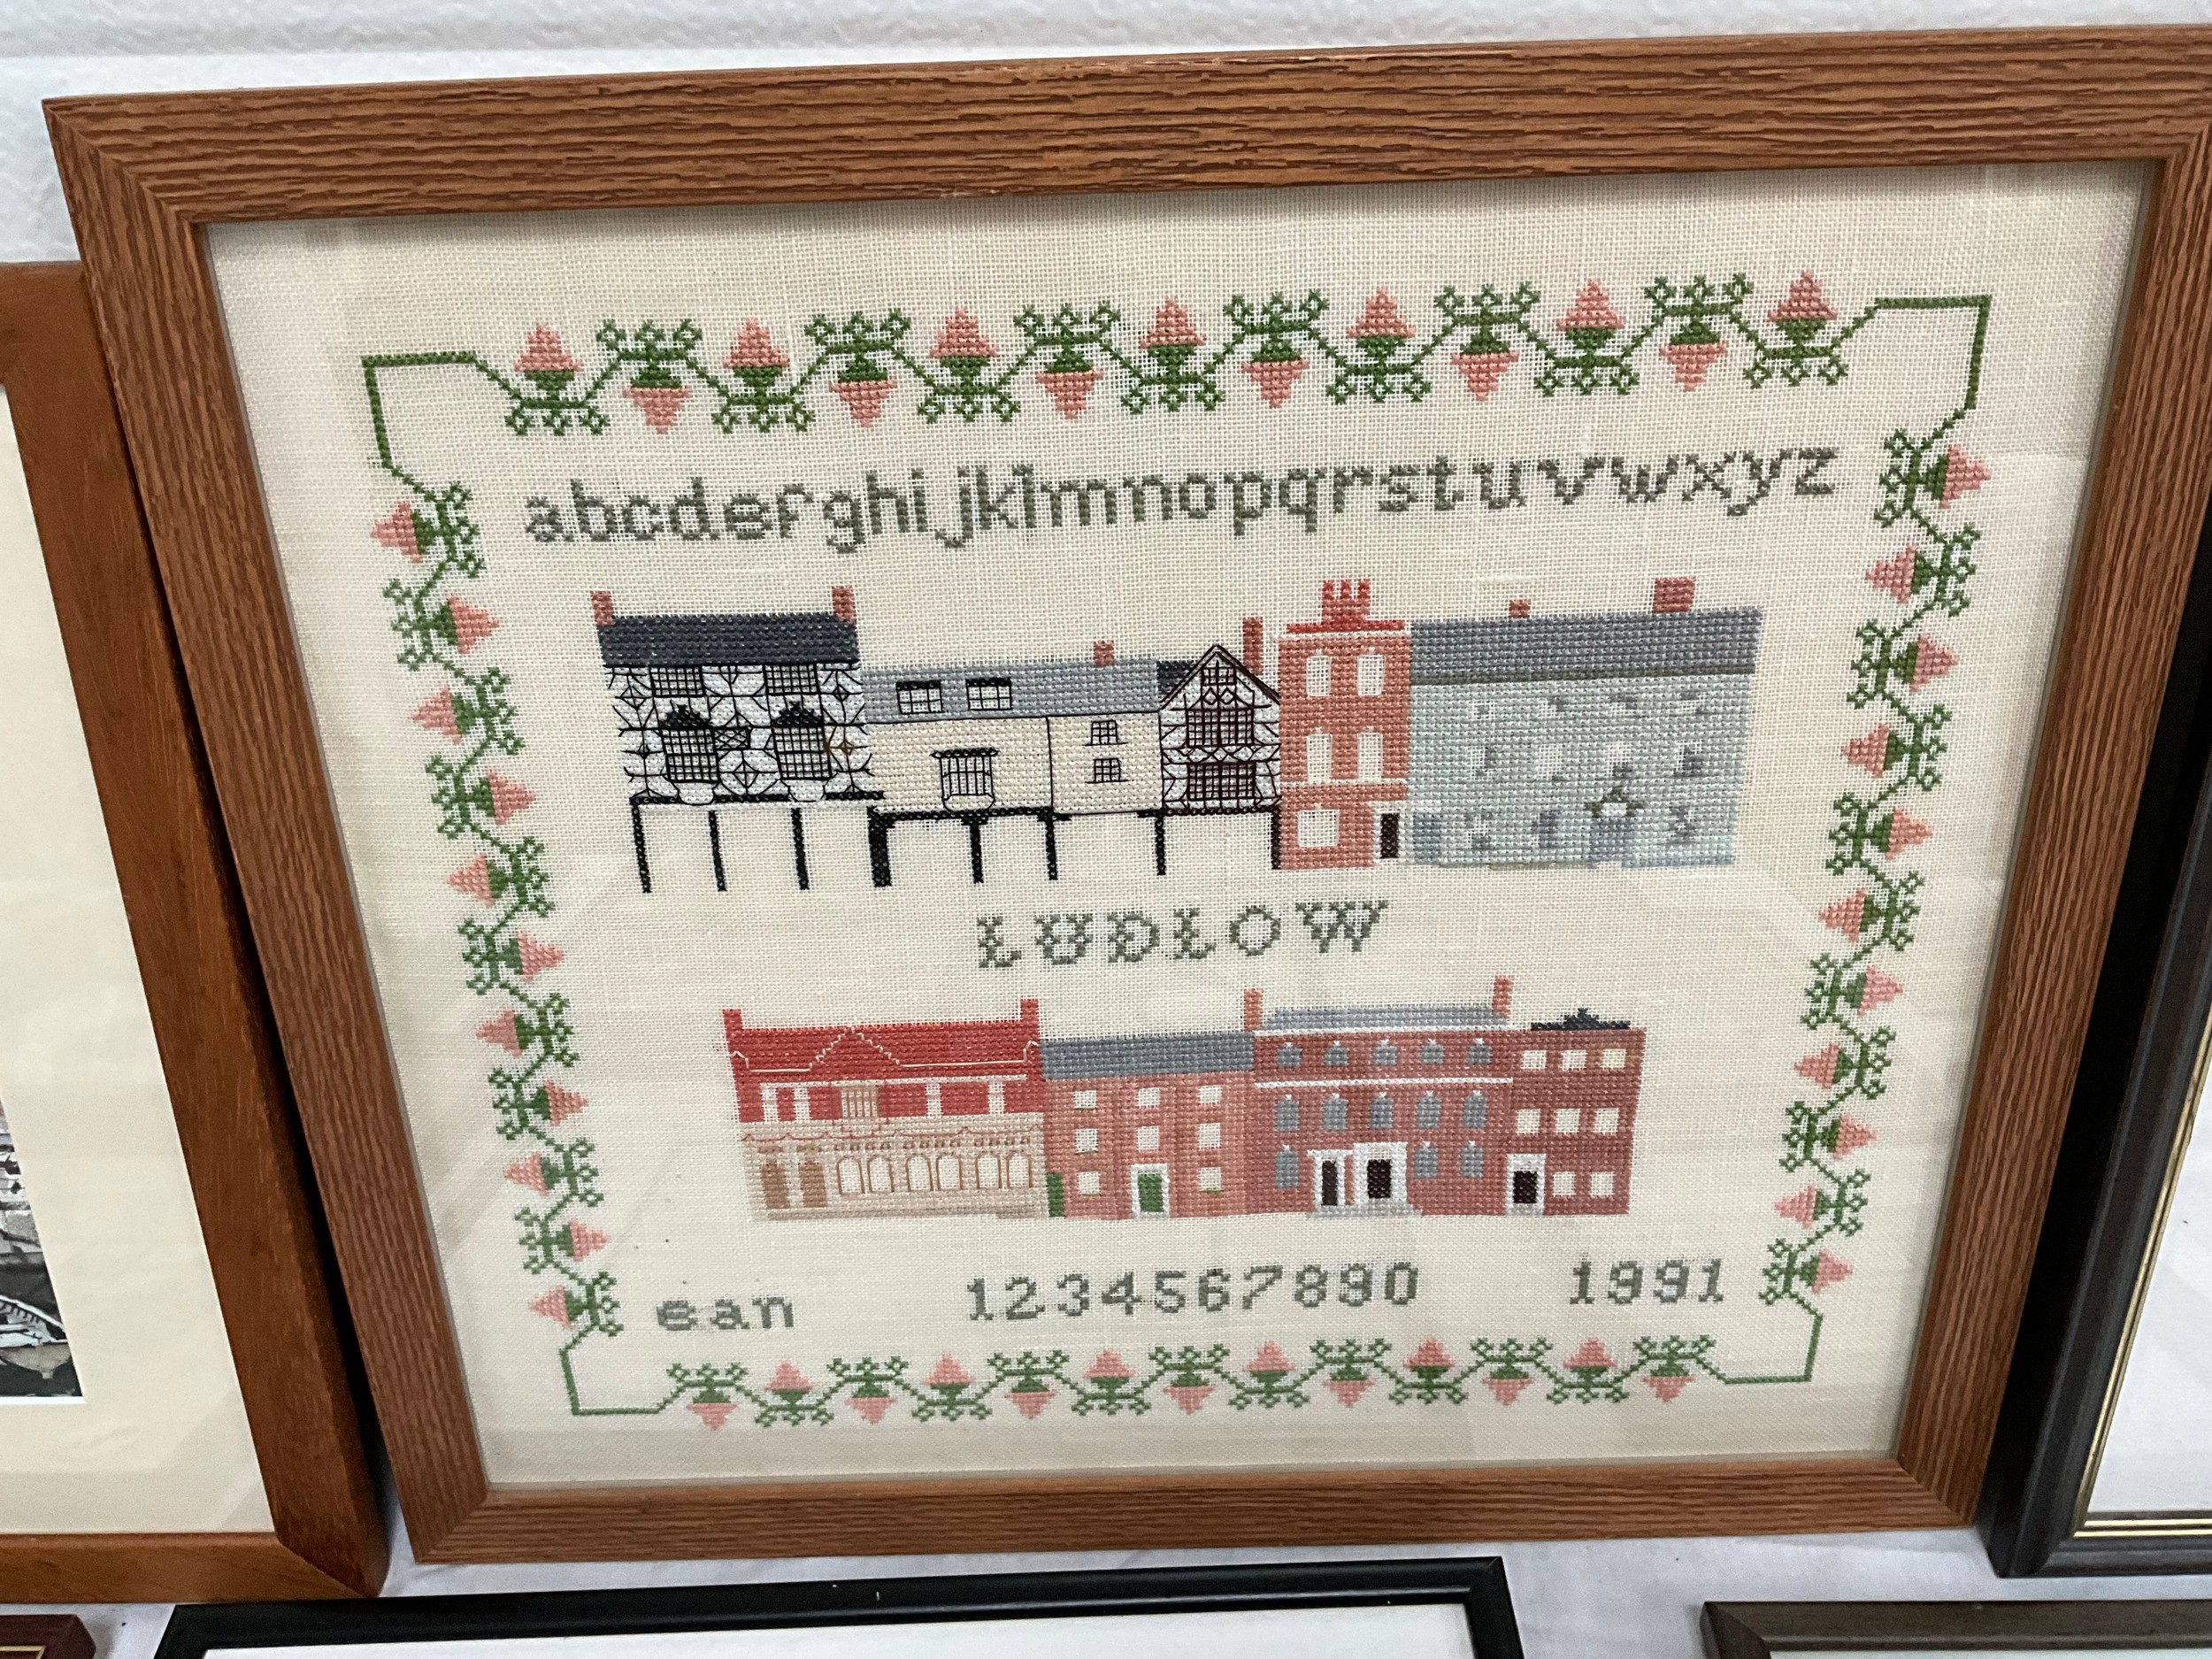 abcdefghijklmnopqrstuvwxyz
LUDLOW
ean 1234567890 1991